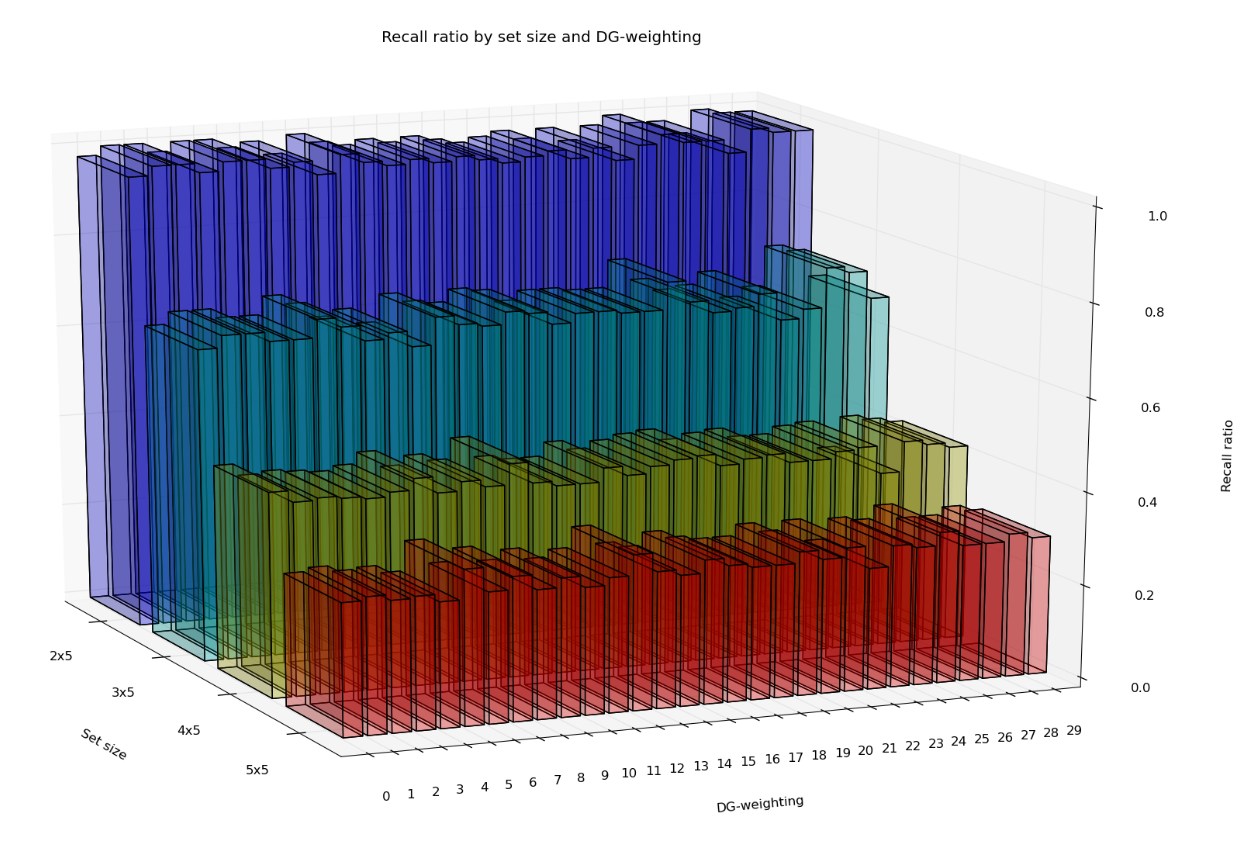 Recall ratio by set size and DG-weighting
1.0
0.8
0.6
0.4
0.2
0.0
Recall ratio
2x5
3x5
4x5
5x5
Set size
0 1 2 3 4 5 6 7 8 9 10 11 12 13 14 15 16 17 18 19 20 21 22 23 24 25 26 27 28 29
DG-weighting